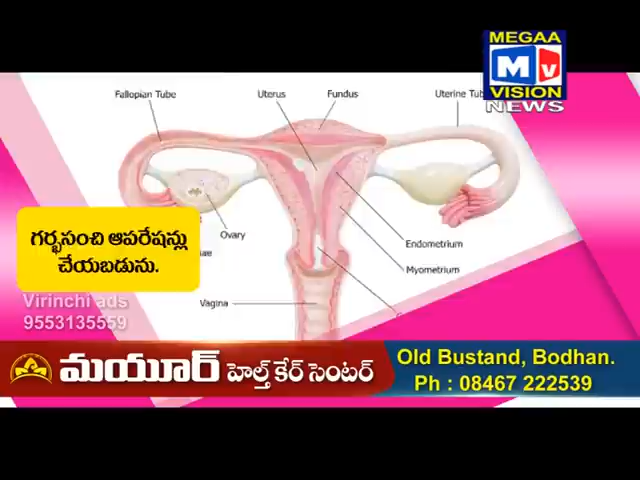 MEGAA
M V
VISION
NEWS
Fallopian Tube
Uterus
Fundus
Uterine Tub
Ovary
గర్భసంచి ఆపరేషన్లు
చేయబడును.
Endometrium
Myometrium
Vagina
Virinchi ads
9553135559
మయూర్ హెల్త్ కేర్ సెంటర్
Old Bustand, Bodhan.
Ph : 08467 222539